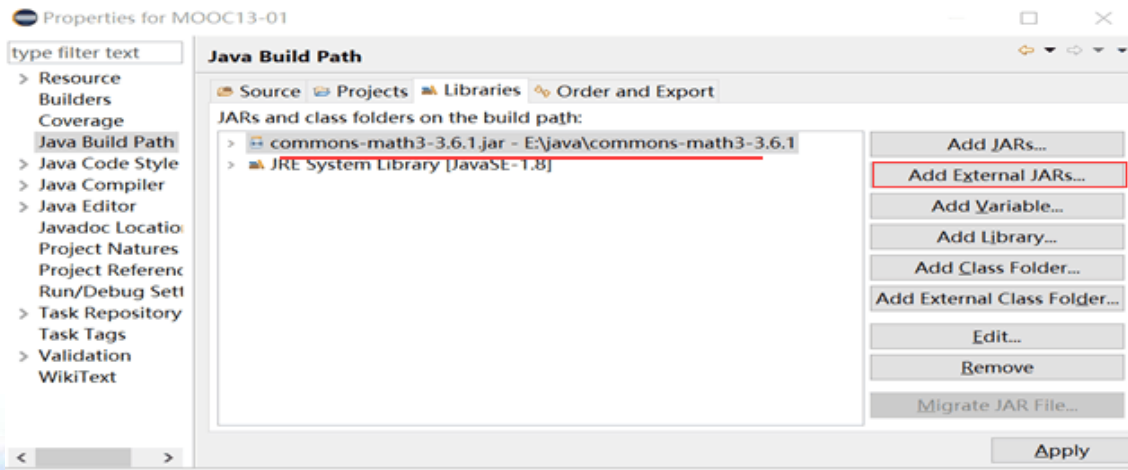 Properties for MOOC13-01
type filter text
Resource
Builders
Coverage
Java Build Path
Java Code Style
Java Compiler
Java Editor
Javadoc Locatio
Project Natures
Project Referenc
Run/Debug Sett
Task Repository
Task Tags
Validation
WikiText
Java Build Path
Source Projects Libraries Order and Export
JARs and class folders on the build path:
commons-math3-3.6.1.jar - E:\java\commons-math3-3.6.1
JRE System Library [JavaSE-1.8]
Add JARs...
Add External JARs...
Add Variable...
Add Library...
Add Class Folder...
Add External Class Folder...
Edit...
Remove
Migrate JAR File...
Apply